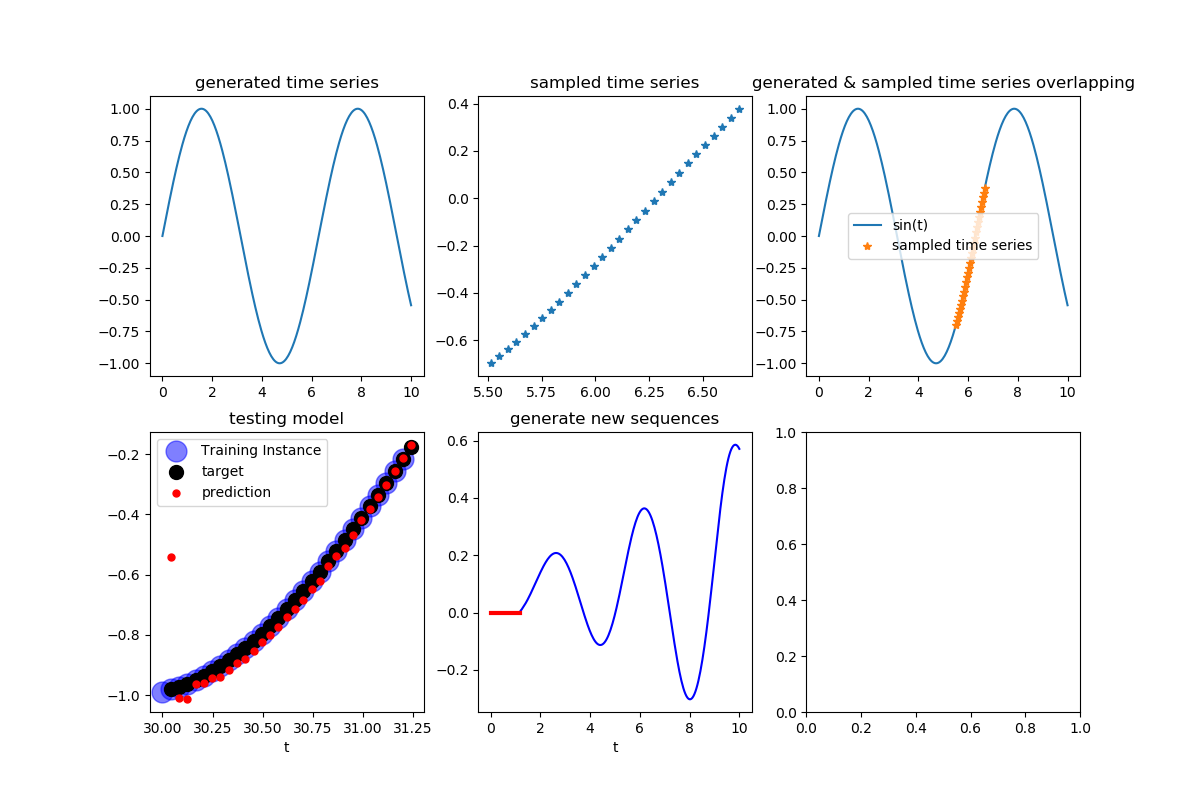 generated time series
1.00
0.75
0.50
0.25
0.00
−0.25
−0.50
−0.75
−1.00
0 2 4 6 8 10
sampled time series
0.4
0.2
0.0
−0.2
−0.4
−0.6
5.50 5.75 6.00 6.25 6.50
generated & sampled time series overlapping
1.00
0.75
0.50
0.25
0.00
−0.25
−0.50
−0.75
−1.00
sin(t)
sampled time series
0 2 4 6 8 10
testing model
Training Instance
target
prediction
−0.2
−0.4
−0.6
−0.8
−1.0
30.00 30.25 30.50 30.75 31.00 31.25
t
generate new sequences
0.6
0.4
0.2
0.0
−0.2
0 2 4 6 8 10
t
1.0
0.8
0.6
0.4
0.2
0.0
0.0 0.2 0.4 0.6 0.8 1.0